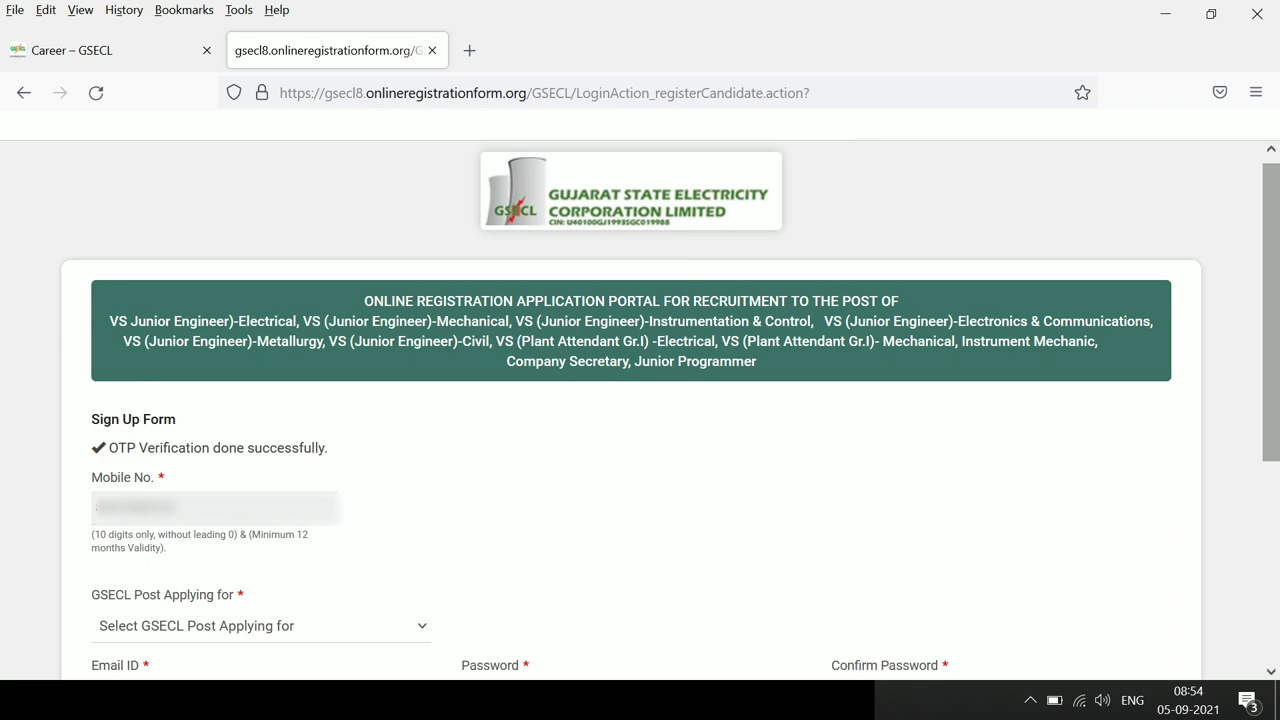 File Edit View History Bookmarks Tools Help
Career – GSECL
gsecl8.onlineregistrationform.org/G
https://gsecl8.onlineregistrationform.org/GSECL/LoginAction_registerCandidate.action?
GSECL
GUJARAT STATE ELECTRICITY
CORPORATION LIMITED
CIN: U40100GJ1993SGC019988
ONLINE REGISTRATION APPLICATION PORTAL FOR RECRUITMENT TO THE POST OF
VS Junior Engineer)-Electrical, VS (Junior Engineer)-Mechanical, VS (Junior Engineer)-Instrumentation & Control, VS (Junior Engineer)-Electronics & Communications,
VS (Junior Engineer)-Metallurgy, VS (Junior Engineer)-Civil, VS (Plant Attendant Gr.I) -Electrical, VS (Plant Attendant Gr.I)- Mechanical, Instrument Mechanic,
Company Secretary, Junior Programmer
Sign Up Form
✔ OTP Verification done successfully.
Mobile No. *
(10 digits only, without leading 0) & (Minimum 12
months Validity).
GSECL Post Applying for *
Select GSECL Post Applying for
Email ID * Password * Confirm Password *
ENG
08:54
05-09-2021
3